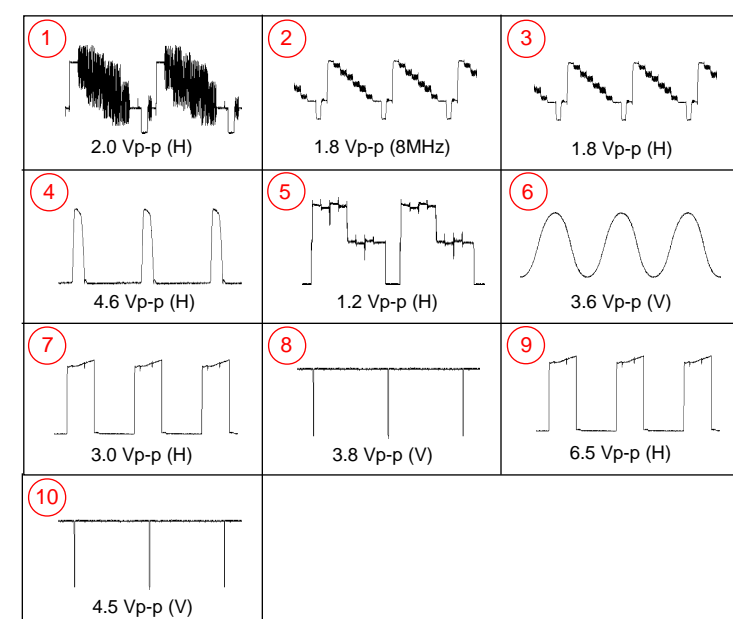 1
2.0 Vp-p (H)
2
1.8 Vp-p (8MHz)
3
1.8 Vp-p (H)
4
4.6 Vp-p (H)
5
1.2 Vp-p (H)
6
3.6 Vp-p (V)
7
3.0 Vp-p (H)
8
3.8 Vp-p (V)
9
6.5 Vp-p (H)
10
4.5 Vp-p (V)